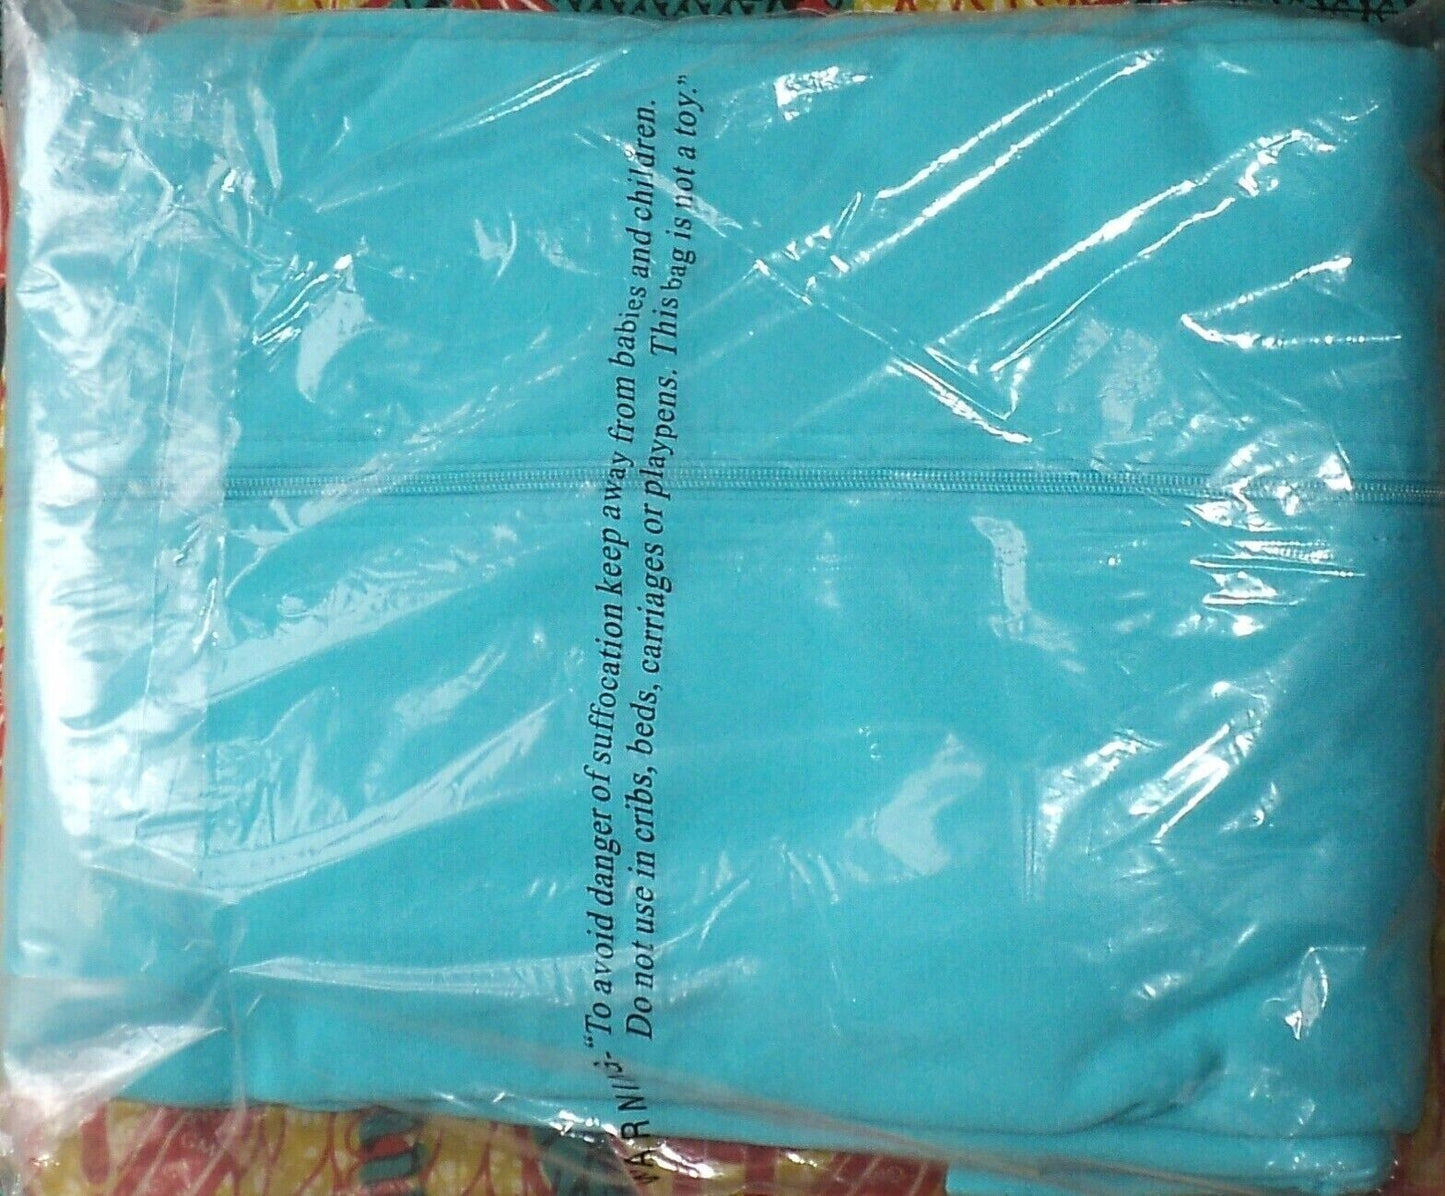 WARNING- “To avoid danger of suffocation keep away from babies and children.
Do not use in cribs, beds, carriages or playpens. This bag is not a toy.”